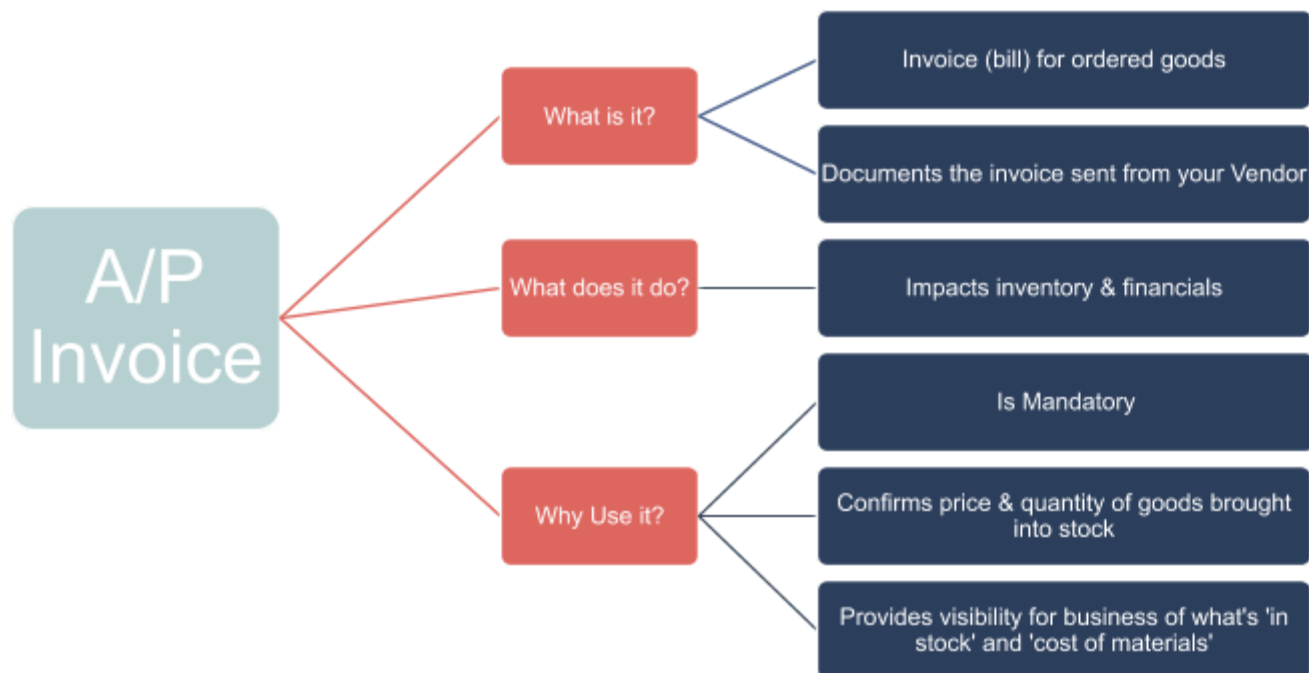 A/P
Invoice
What is it?
Invoice (bill) for ordered goods
Documents the invoice sent from your Vendor
What does it do?
Impacts inventory & financials
Why Use it?
Is Mandatory
Confirms price & quantity of goods brought
into stock
Provides visibility for business of what's 'in
stock' and 'cost of materials'